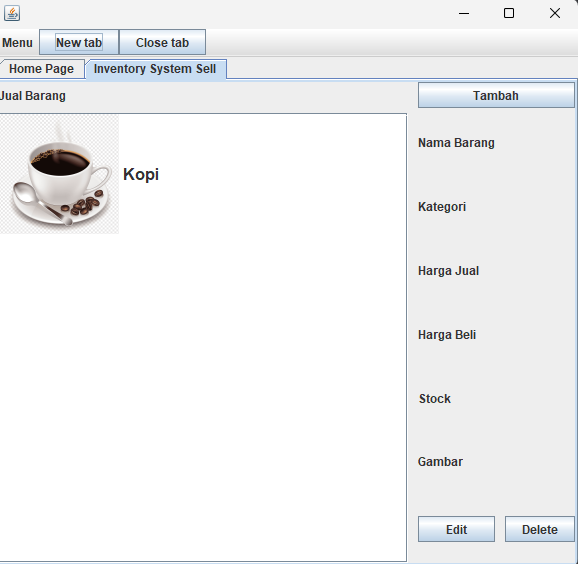 Menu New tab Close tab
Home Page Inventory System Sell
Jual Barang
Tambah
Kopi
Nama Barang
Kategori
Harga Jual
Harga Beli
Stock
Gambar
Edit Delete